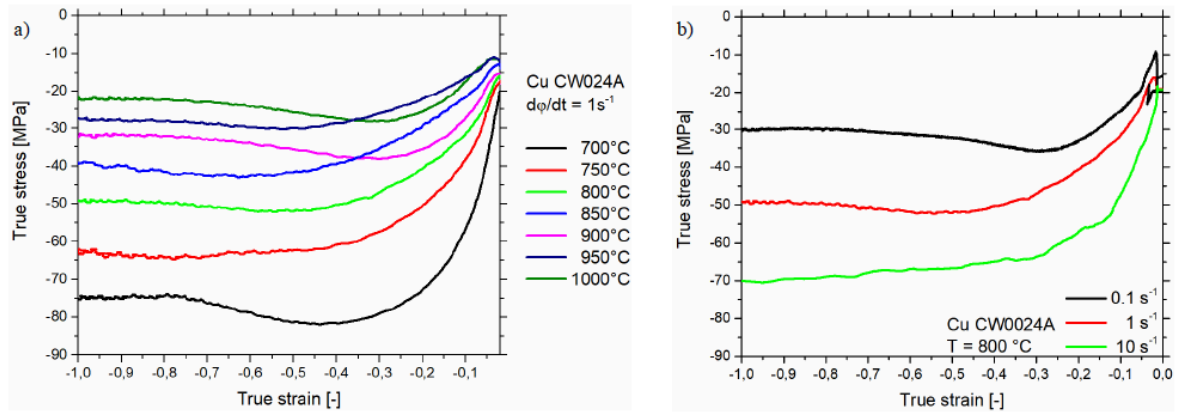 a)
True stress [MPa]
0
-10
-20
-30
-40
-50
-60
-70
-80
-90
-1,0 -0,9 -0,8 -0,7 -0,6 -0,5 -0,4 -0,3 -0,2 -0,1
True strain [-]
Cu CW024A
dφ/dt = 1s⁻¹
700°C
750°C
800°C
850°C
900°C
950°C
1000°C
b)
True stress [MPa]
0
-10
-20
-30
-40
-50
-60
-70
-80
-90
-1,0 -0,9 -0,8 -0,7 -0,6 -0,5 -0,4 -0,3 -0,2 -0,1 0,0
True strain [-]
Cu CW0024A
T = 800 °C
0.1 s⁻¹
1 s⁻¹
10 s⁻¹